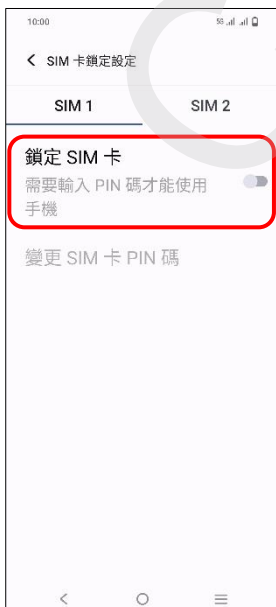 10:00 5G
SIM 卡鎖定設定
SIM 1 SIM 2
鎖定 SIM 卡
需要輸入 PIN 碼才能使用
手機
變更 SIM 卡 PIN 碼